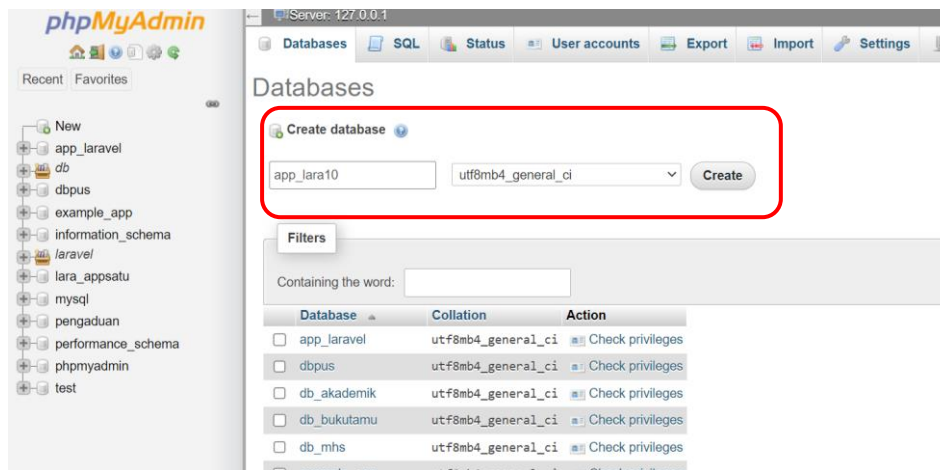 phpMyAdmin
Recent Favorites
New
app_laravel
db
dbpus
example_app
information_schema
laravel
lara_appsatu
mysql
pengaduan
performance_schema
phpmyadmin
test
Server: 127.0.0.1
Databases SQL Status User accounts Export Import Settings
Databases
Create database
app_lara10 utf8mb4_general_ci Create
Filters
Containing the word:
Database Collation Action
app_laravel utf8mb4_general_ci Check privileges
dbpus utf8mb4_general_ci Check privileges
db_akademik utf8mb4_general_ci Check privileges
db_bukutamu utf8mb4_general_ci Check privileges
db_mhs utf8mb4_general_ci Check privileges